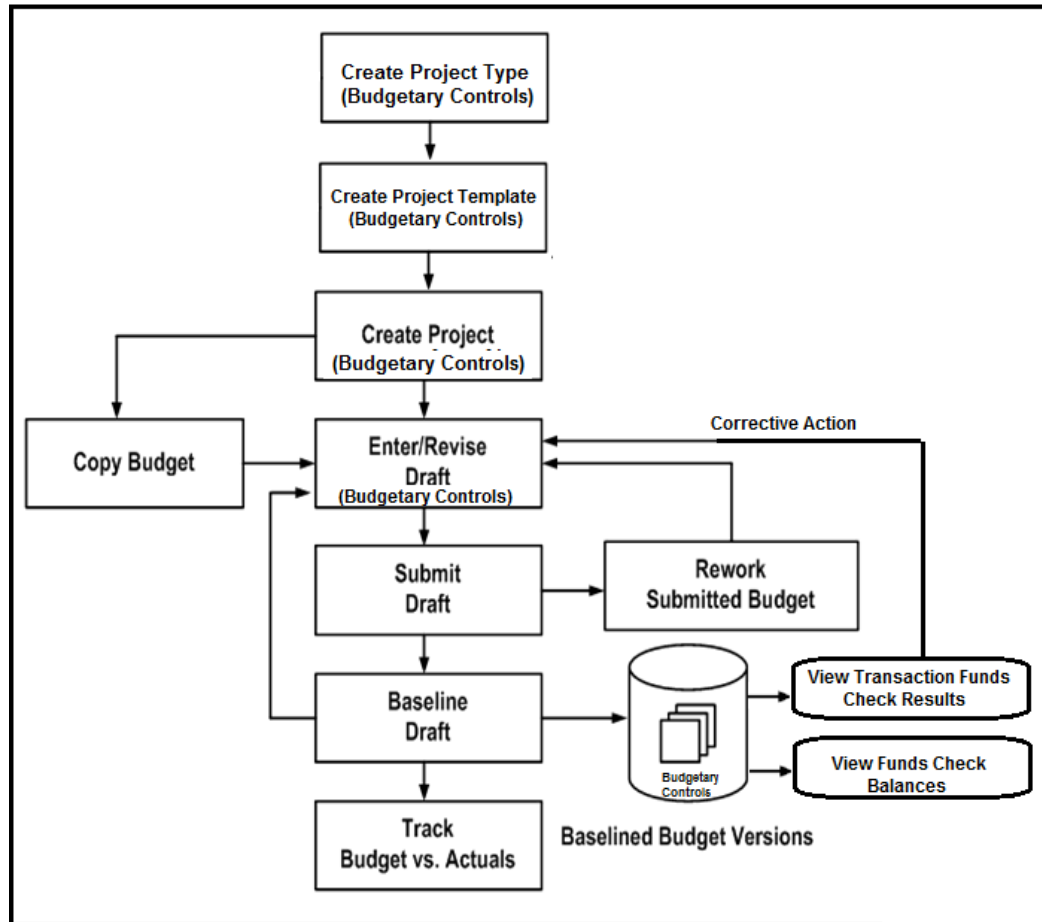 Create Project Type
(Budgetary Controls)
Create Project Template
(Budgetary Controls)
Create Project
(Budgetary Controls)
Copy Budget
Enter/Revise
Draft
(Budgetary Controls)
Corrective Action
Submit
Draft
Rework
Submitted Budget
Baseline
Draft
Budgetary
Controls
View Transaction Funds
Check Results
View Funds Check
Balances
Track
Budget vs. Actuals
Baselined Budget Versions